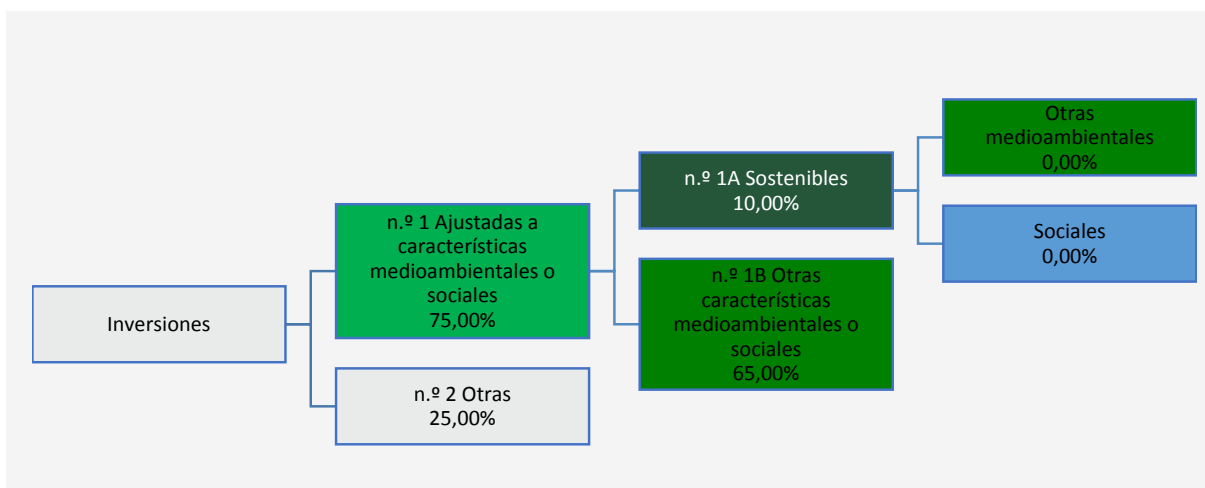 Inversiones
n.º 1 Ajustadas a
características
medioambientales o
sociales
75,00%
n.º 2 Otras
25,00%
n.º 1A Sostenibles
10,00%
n.º 1B Otras
características
medioambientales o
sociales
65,00%
Otras
medioambientales
0,00%
Sociales
0,00%